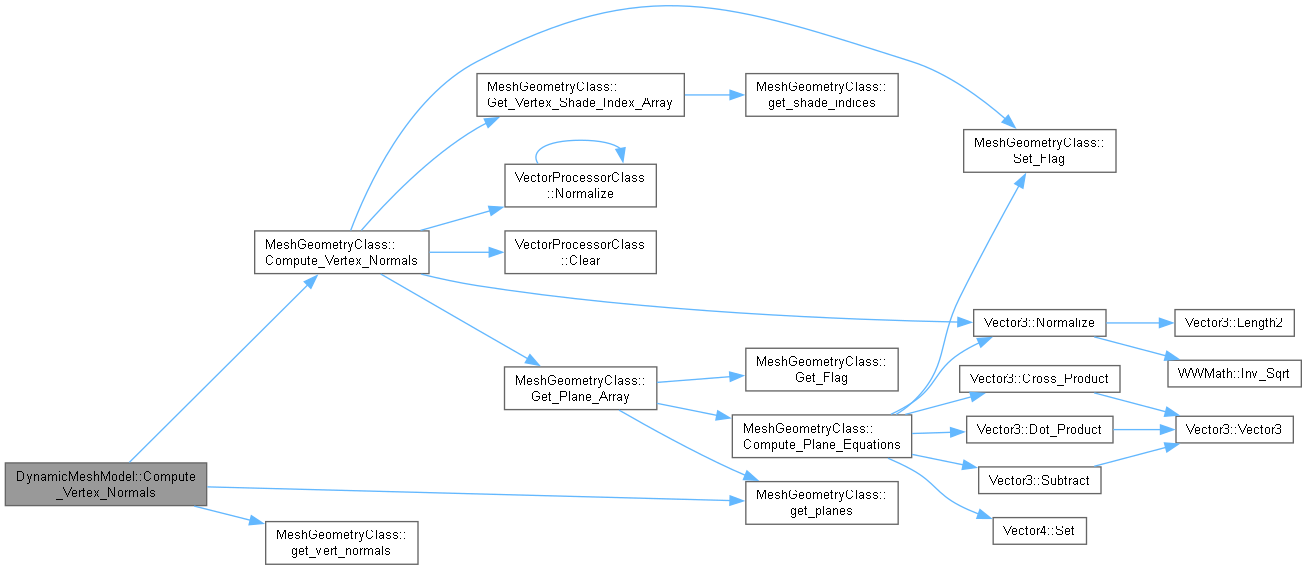 MeshGeometryClass::
Get_Vertex_Shade_Index_Array
MeshGeometryClass::
get_shade_indices
MeshGeometryClass::
Set_Flag
VectorProcessorClass
::Normalize
MeshGeometryClass::
Compute_Vertex_Normals
VectorProcessorClass
::Clear
Vector3::Normalize
Vector3::Length2
MeshGeometryClass::
Get_Flag
WWMath::Inv_Sqrt
MeshGeometryClass::
Get_Plane_Array
Vector3::Cross_Product
MeshGeometryClass::
Compute_Plane_Equations
Vector3::Dot_Product
Vector3::Vector3
DynamicMeshModel::Compute
_Vertex_Normals
Vector3::Subtract
MeshGeometryClass::
get_planes
Vector4::Set
MeshGeometryClass::
get_vert_normals